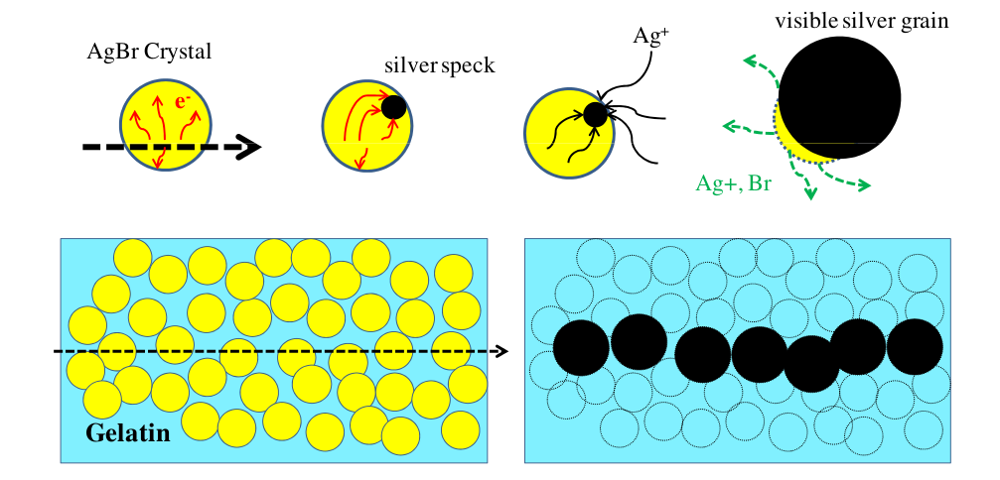 visible silver grain
AgBr Crystal
silver speck
Ag⁺
e⁻
Ag+, Br
Gelatin